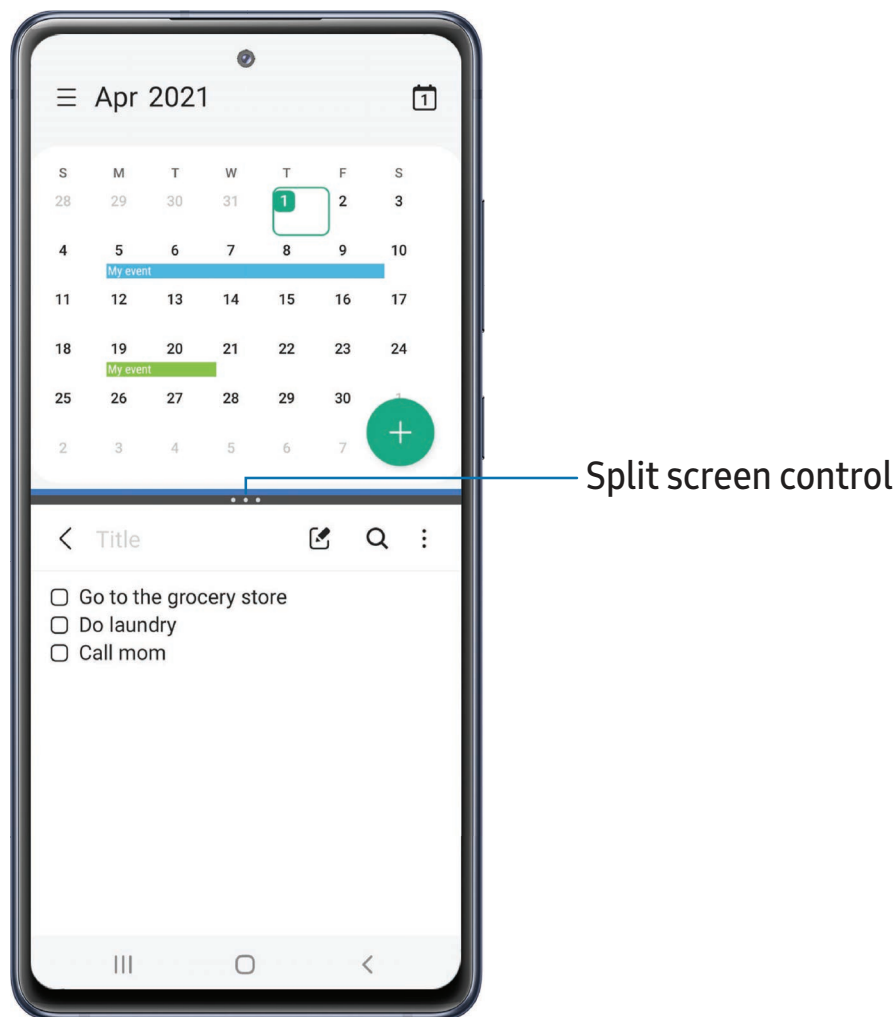 Apr 2021
1
S M T W T F S
28 29 30 31 1 2 3
4 5 6 7 8 9 10
My event
11 12 13 14 15 16 17
18 19 20 21 22 23 24
My event
25 26 27 28 29 30 1
2 3 4 5 6 7
Split screen control
Title
Go to the grocery store
Do laundry
Call mom